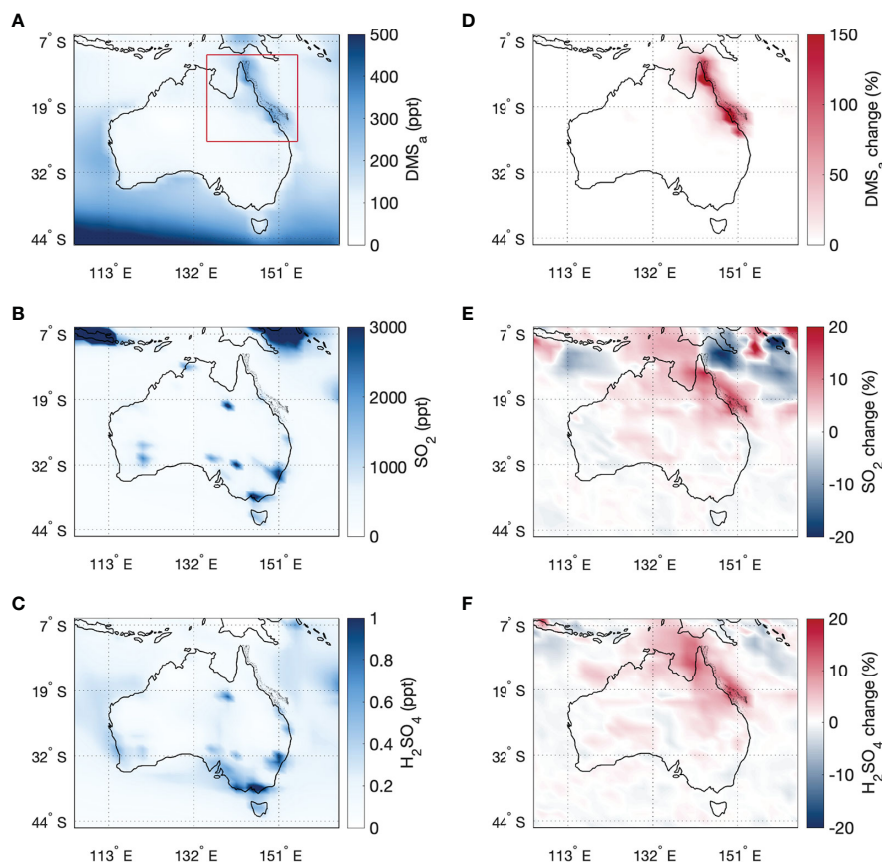 A
7° S
19° S
32° S
44° S
113° E
132° E
151° E
500
400
300
200
100
0
DMSₐ (ppt)
D
7° S
19° S
32° S
44° S
113° E
132° E
151° E
150
100
50
0
DMSₐ change (%)
B
7° S
19° S
32° S
44° S
113° E
132° E
151° E
3000
2000
1000
0
SO₂ (ppt)
E
7° S
19° S
32° S
44° S
113° E
132° E
151° E
20
10
0
-10
-20
SO₂ change (%)
C
7° S
19° S
32° S
44° S
113° E
132° E
151° E
1
0.8
0.6
0.4
0.2
0
H₂SO₄ (ppt)
F
7° S
19° S
32° S
44° S
113° E
132° E
151° E
20
10
0
-10
-20
H₂SO₄ change (%)